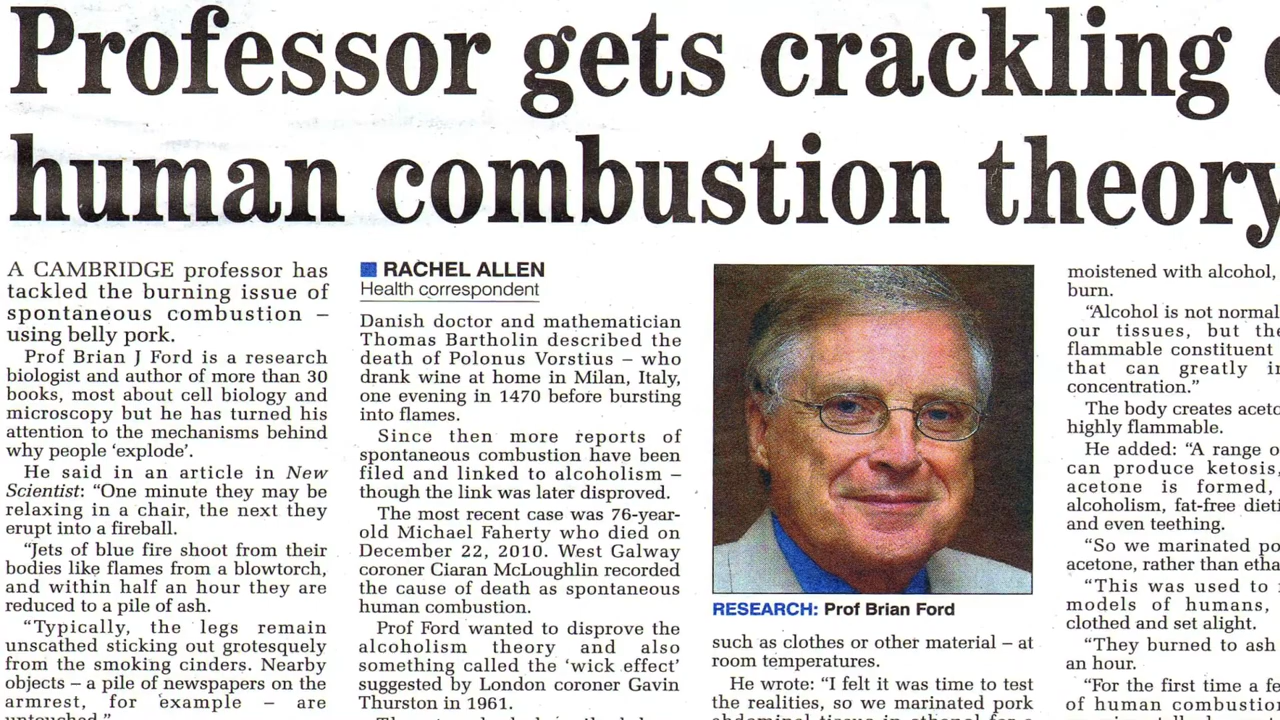 Professor gets crackling
human combustion theory
A CAMBRIDGE professor has
tackled the burning issue of
spontaneous combustion –
using belly pork.
Prof Brian J Ford is a research
biologist and author of more than 30
books, most about cell biology and
microscopy but he has turned his
attention to the mechanisms behind
why people ‘explode’.
He said in an article in New
Scientist: “One minute they may be
relaxing in a chair, the next they
erupt into a fireball.
“Jets of blue fire shoot from their
bodies like flames from a blowtorch,
and within half an hour they are
reduced to a pile of ash.
“Typically, the legs remain
unscathed sticking out grotesquely
from the smoking cinders. Nearby
objects – a pile of newspapers on the
armrest, for example – are
untouched.”
RACHEL ALLEN
Health correspondent
Danish doctor and mathematician
Thomas Bartholin described the
death of Polonus Vorstius – who
drank wine at home in Milan, Italy,
one evening in 1470 before bursting
into flames.
Since then more reports of
spontaneous combustion have been
filed and linked to alcoholism –
though the link was later disproved.
The most recent case was 76-year-
old Michael Faherty who died on
December 22, 2010. West Galway
coroner Ciaran McLoughlin recorded
the cause of death as spontaneous
human combustion.
Prof Ford wanted to disprove the
alcoholism theory and also
something called the ‘wick effect’
suggested by London coroner Gavin
Thurston in 1961.
RESEARCH: Prof Brian Ford
such as clothes or other material – at
room temperatures.
He wrote: “I felt it was time to test
the realities, so we marinated pork
abdominal tissue in ethanol for a
moistened with alcohol,
burn.
“Alcohol is not normal
our tissues, but the
flammable constituent
that can greatly in
concentration.”
The body creates aceto
highly flammable.
He added: “A range o
can produce ketosis,
acetone is formed,
alcoholism, fat-free dieti
and even teething.
“So we marinated po
acetone, rather than etha
“This was used to
models of humans,
clothed and set alight.
“They burned to ash
an hour.
“For the first time a fe
of human combustion